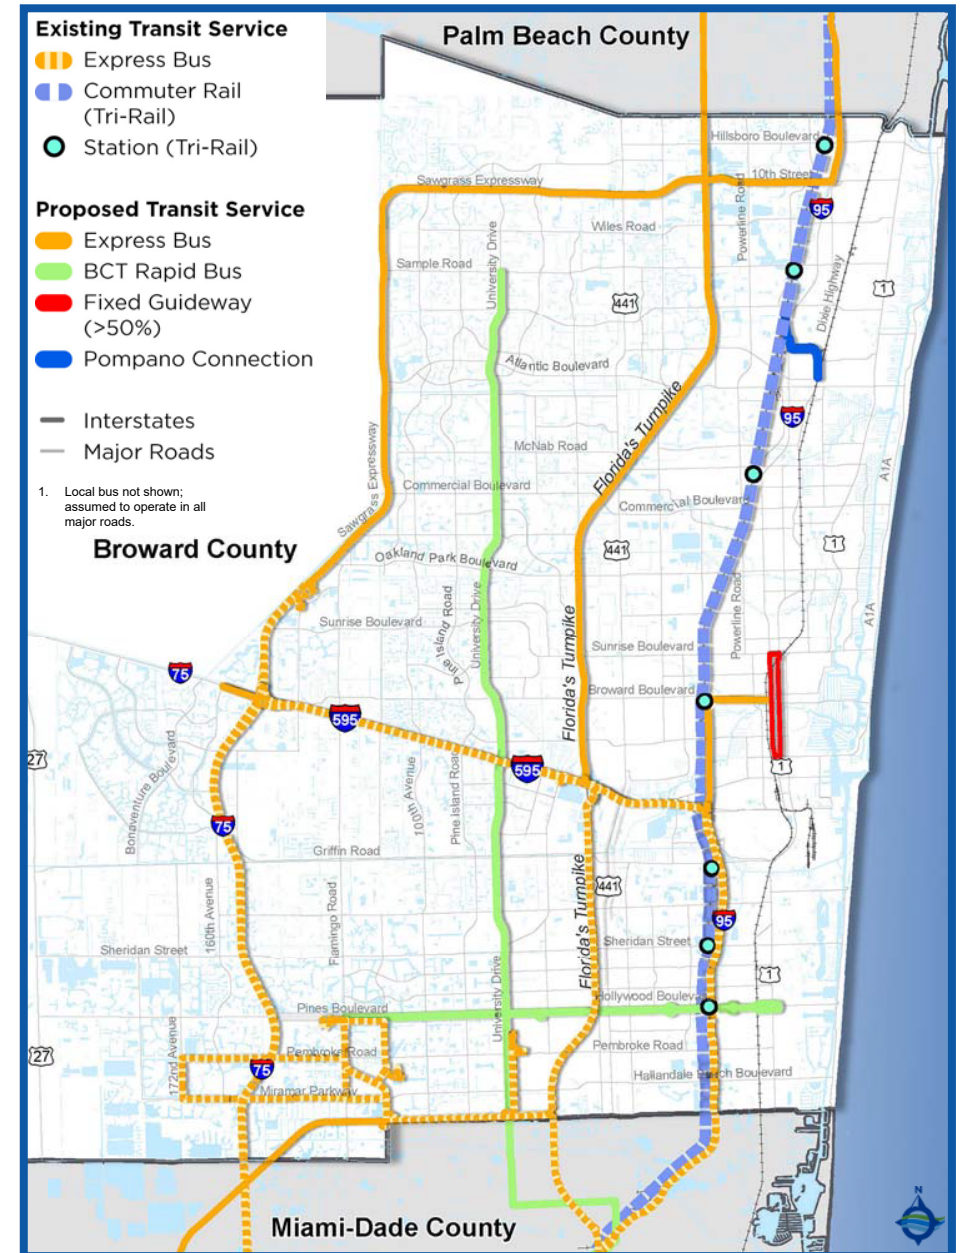 Existing Transit Service
Express Bus
Commuter Rail
(Tri-Rail)
Station (Tri-Rail)
Proposed Transit Service
Express Bus
BCT Rapid Bus
Fixed Guideway
(>50%)
Pompano Connection
Interstates
Major Roads
1. Local bus not shown;
assumed to operate in all
major roads.
Broward County
Palm Beach County
Hillsboro Boulevard
10th Street
Sawgrass Expressway
Powerline Road
95
Wiles Road
University Drive
Sample Road
441
1
Dixie Highway
Atlantic Boulevard
Florida's Turnpike
95
McNab Road
Sawgrass Expressway
Commercial Boulevard
Commercial Boulevard
A1A
441
1
Oakland Park Boulevard
Pine Island Road
University Drive
Powerline Road
A1A
Sunrise Boulevard
Florida's Turnpike
Sunrise Boulevard
75
Broward Boulevard
595
27
595
1
Bonaventure Boulevard
100th Avenue
Pine Island Road
75
Griffin Road
Florida's Turnpike
441
160th Avenue
Flamingo Road
95
Sheridan Street
Sheridan Street
University Drive
1
Hollywood Boulev
Pines Boulevard
172nd Avenue
27
Pembroke Road
Pembroke Road
75
Hallandale Beach Boulevard
Miramar Parkway
Miami-Dade County
N